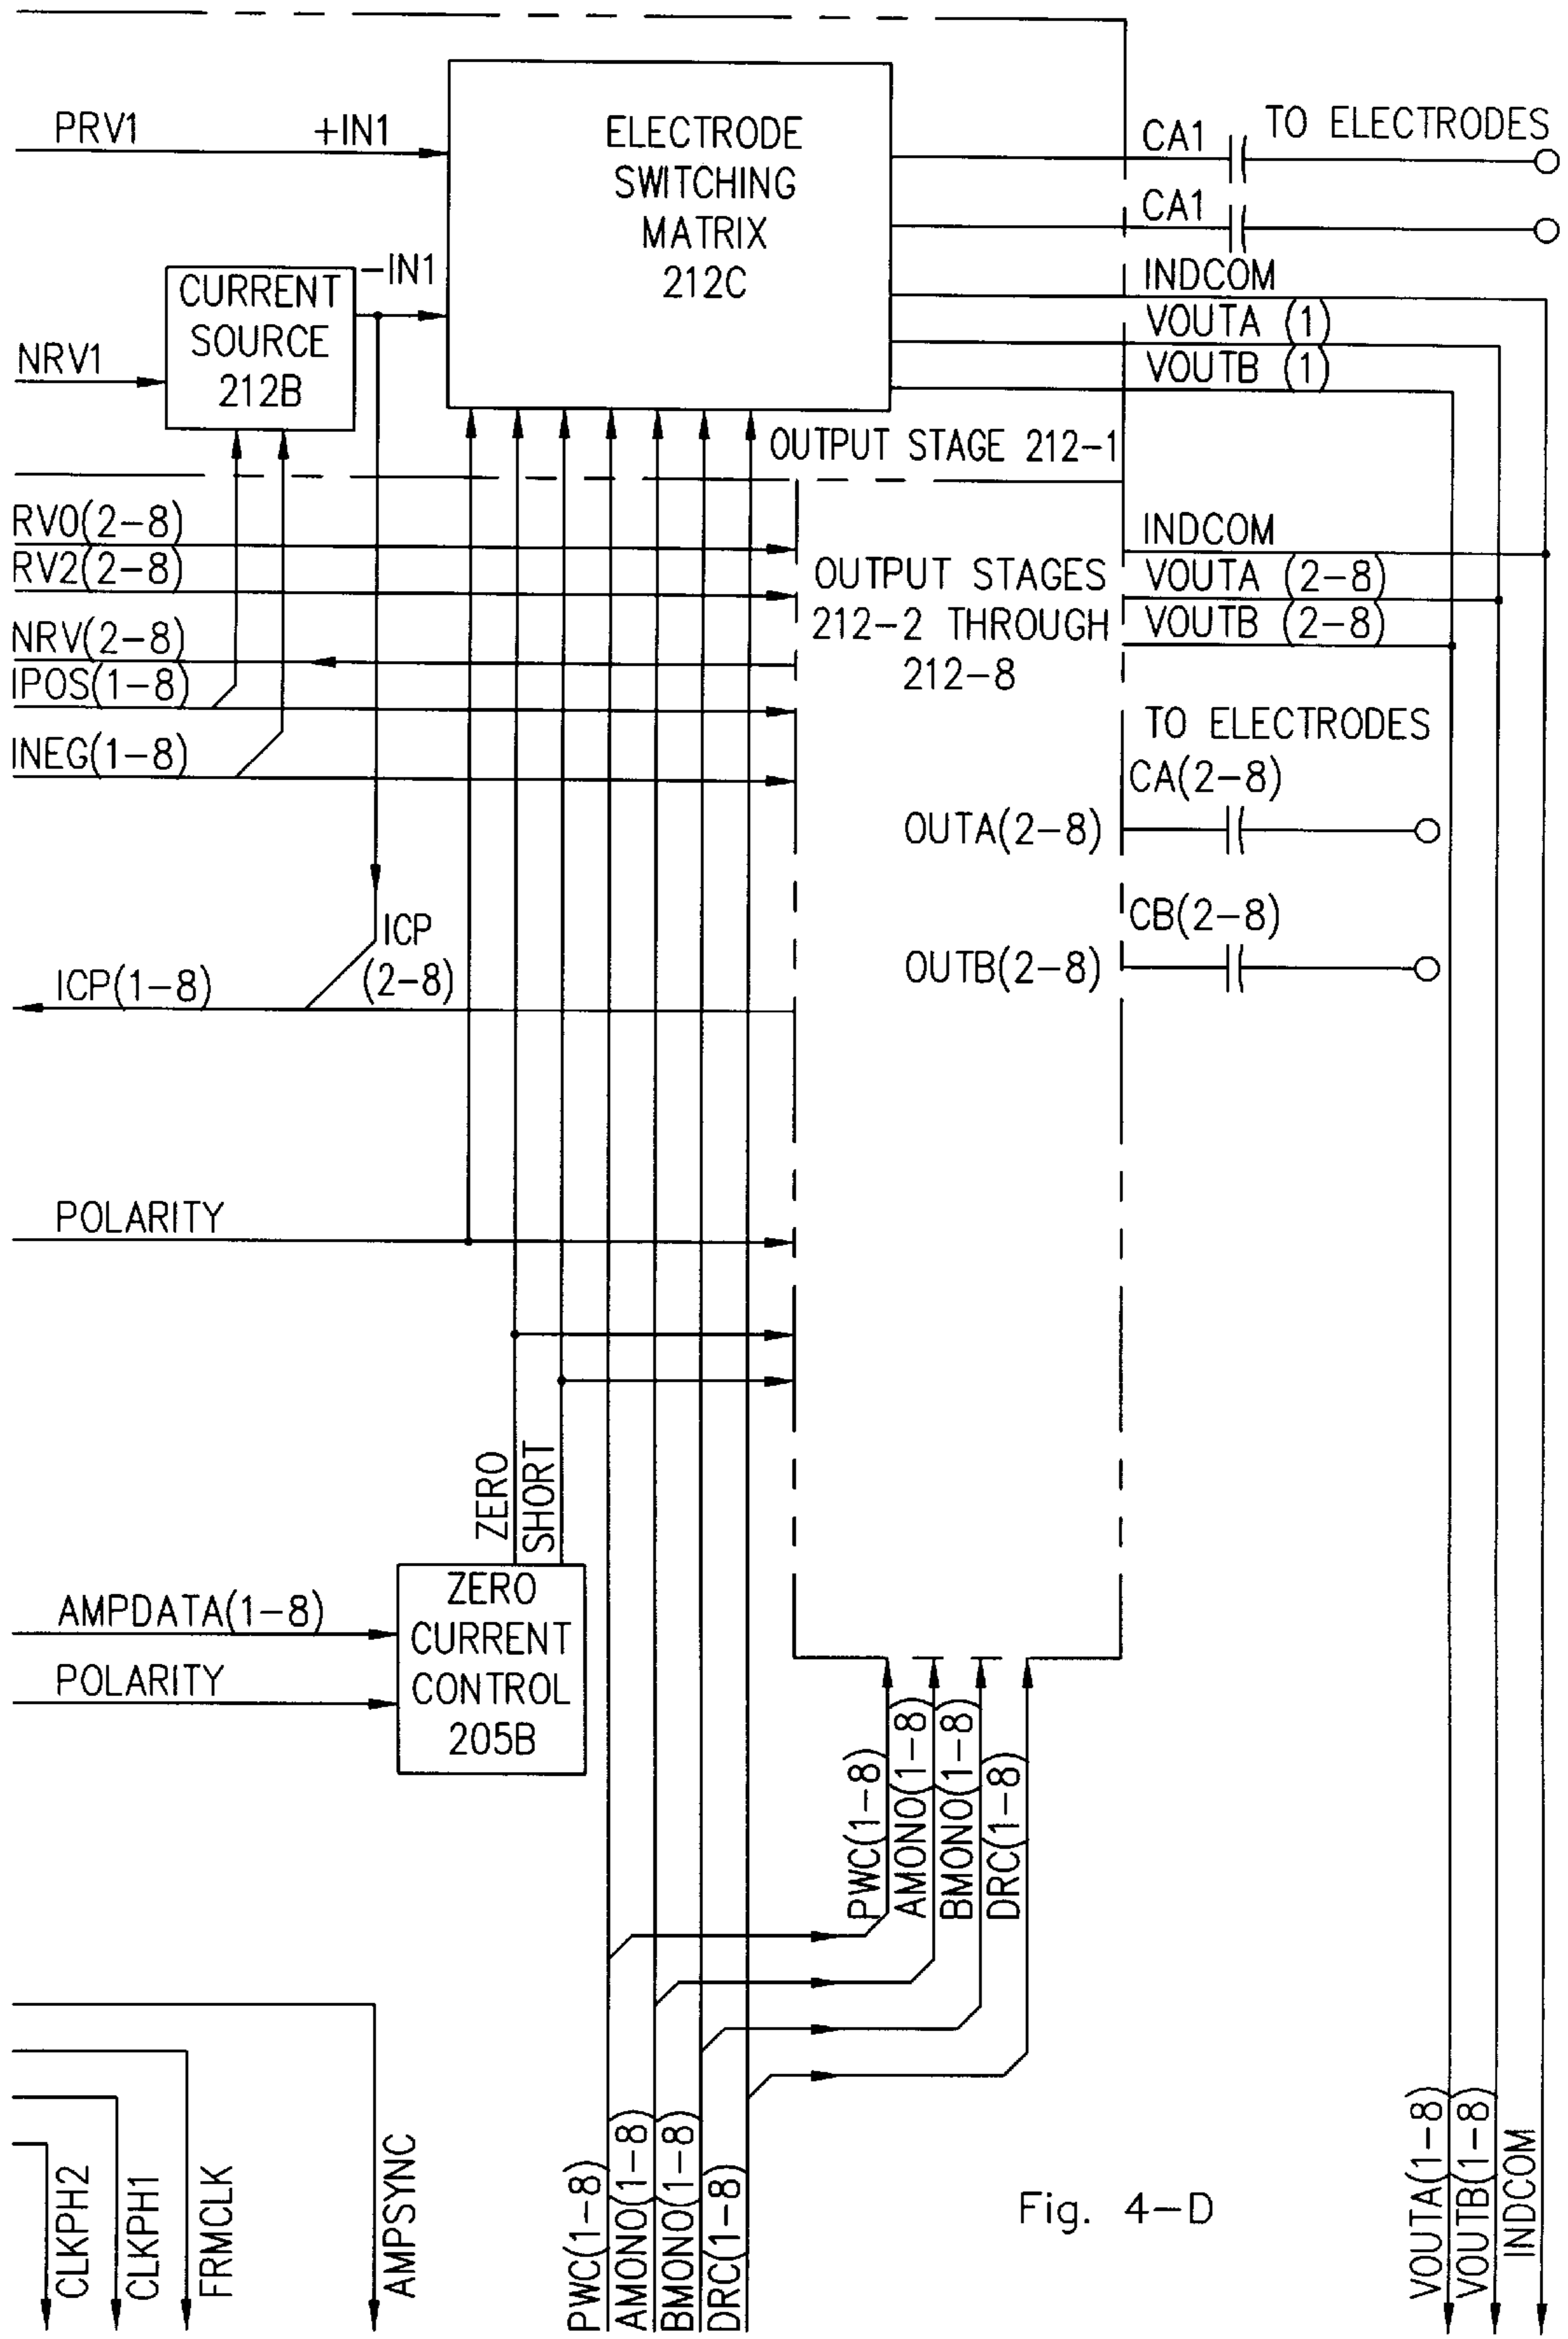 PRV1
+IN1
ELECTRODE
SWITCHING
MATRIX
212C
CA1
TO ELECTRODES
CA1
-IN1
CURRENT
SOURCE
212B
NRV1
INDCOM
VOUTA (1)
VOUTB (1)
OUTPUT STAGE 212-1
RV0(2-8)
RV2(2-8)
NRV(2-8)
IPOS(1-8)
INEG(1-8)
OUTPUT STAGES
212-2 THROUGH
212-8
INDCOM
VOUTA (2-8)
VOUTB (2-8)
TO ELECTRODES
CA(2-8)
OUTA(2-8)
CB(2-8)
OUTB(2-8)
ICP
(2-8)
ICP(1-8)
POLARITY
ZERO
SHORT
AMPDATA(1-8)
POLARITY
ZERO
CURRENT
CONTROL
205B
PWC(1-8)
AMONO(1-8)
BMONO(1-8)
DRC(1-8)
CLKPH2
CLKPH1
FRMCLK
AMPSYNC
PWC(1-8)
AMONO(1-8)
BMONO(1-8)
DRC(1-8)
Fig. 4-D
VOUTA(1-8)
VOUTB(1-8)
INDCOM